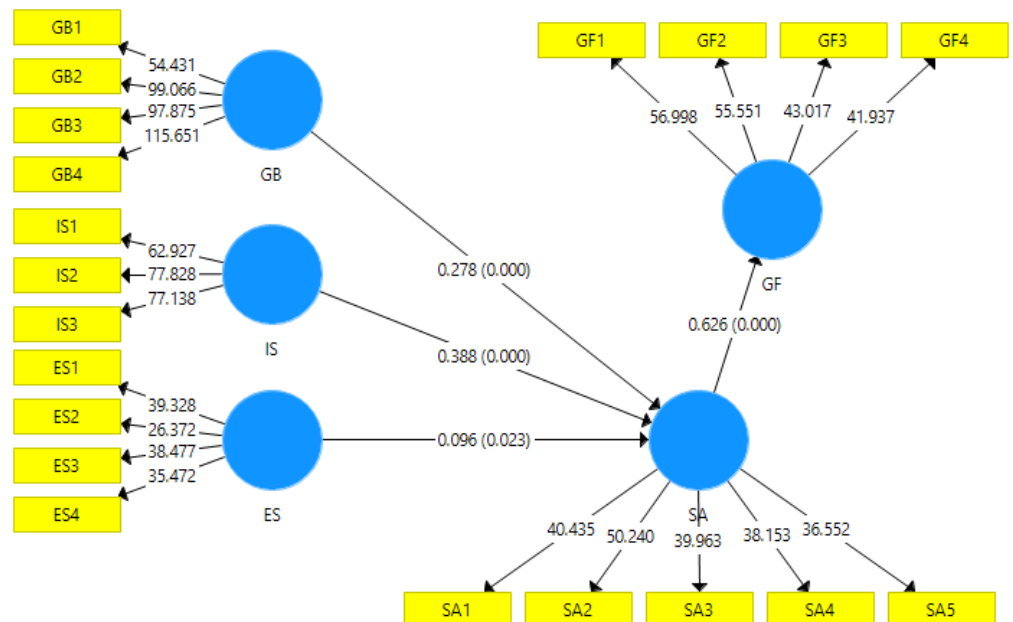 GB1
GB2
GB3
GB4
54.431
99.066
97.875
115.651
GB
IS1
IS2
IS3
62.927
77.828
77.138
IS
ES1
ES2
ES3
ES4
39.328
26.372
38.477
35.472
ES
0.278 (0.000)
0.388 (0.000)
0.096 (0.023)
GF1
GF2
GF3
GF4
56.998
55.551
43.017
41.937
GF
0.626 (0.000)
SA
40.435
50.240
39.963
38.153
36.552
SA1
SA2
SA3
SA4
SA5